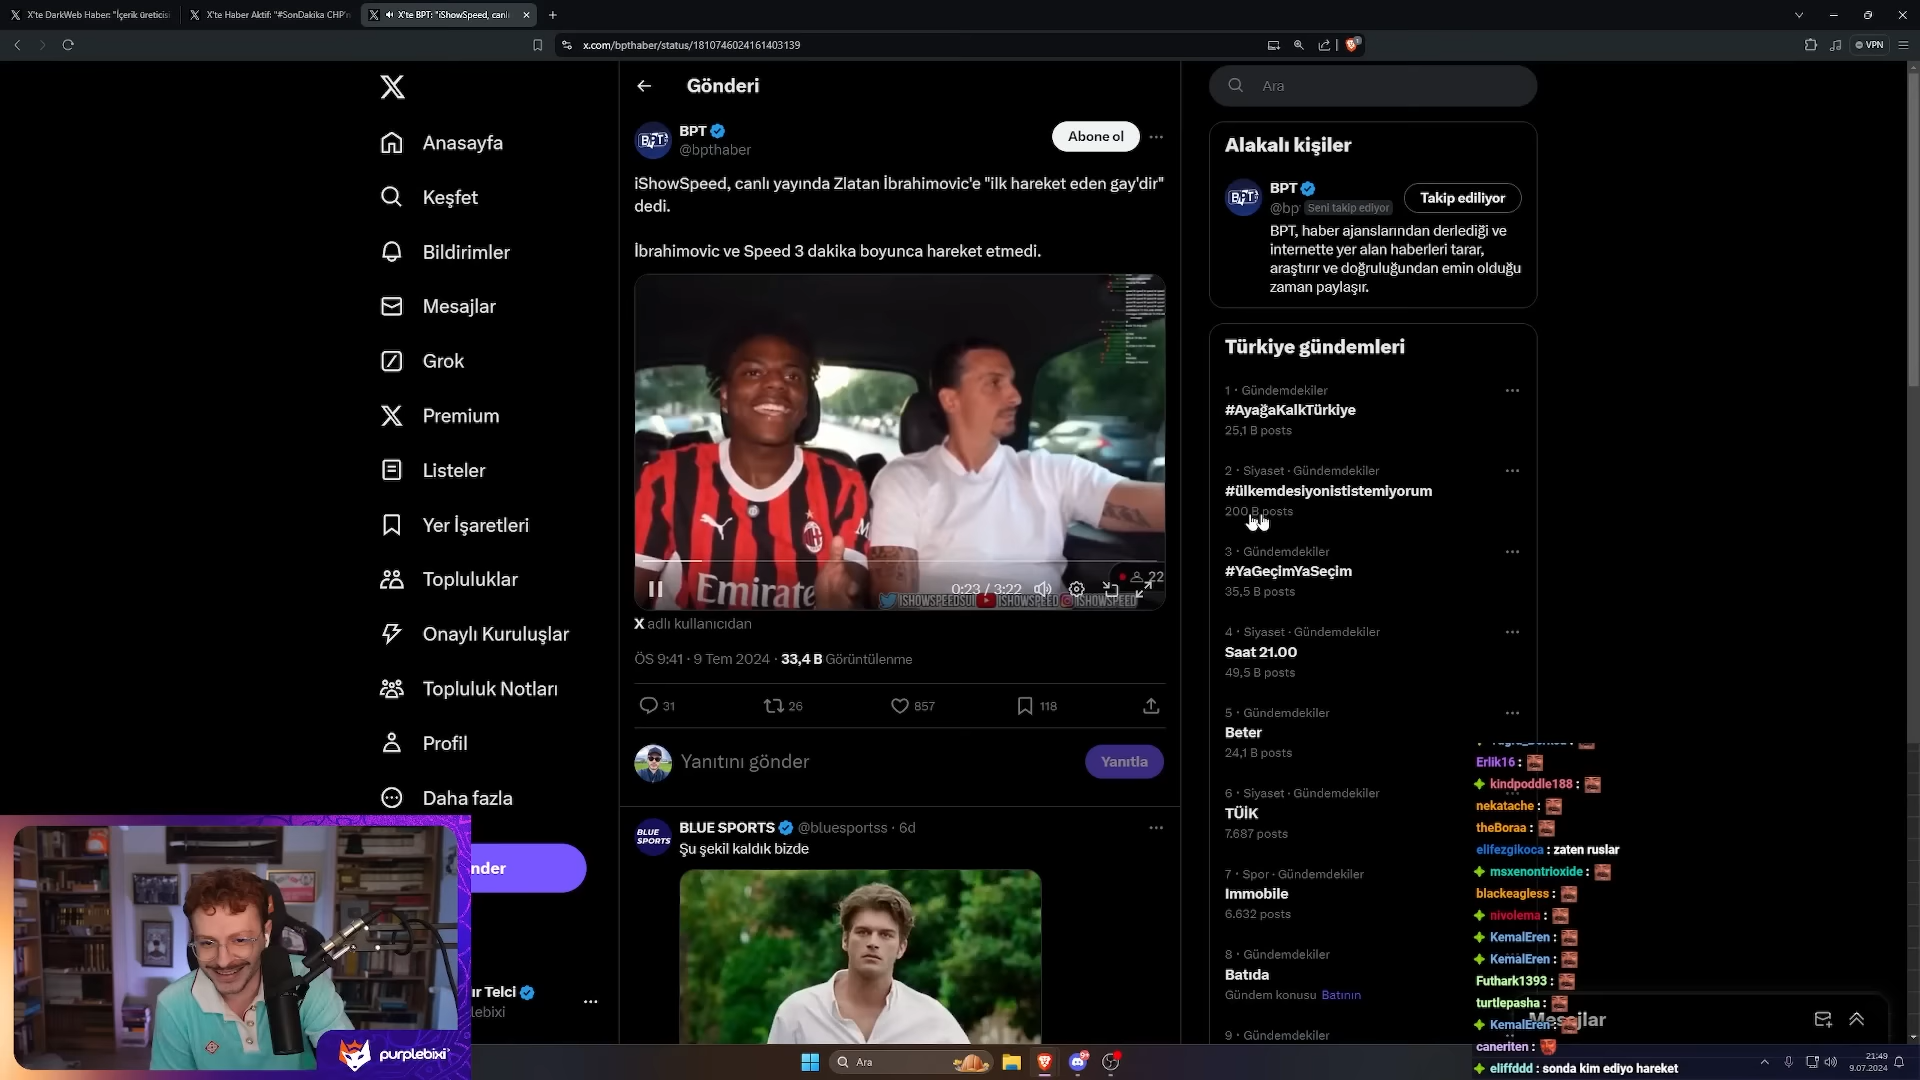 X'te DarkWeb Haber: "İçerik üreticisi
X'te Haber Aktif: "#SonDakika CHP'n
X'te BPT: "iShowSpeed, canlı
x.com/bpthaber/status/1810746024161403139
VPN
Anasayfa
Keşfet
Bildirimler
Mesajlar
Grok
Premium
Listeler
Yer İşaretleri
Topluluklar
Onaylı Kuruluşlar
Topluluk Notları
Profil
Daha fazla
nder
ır Telci
lebixi
purplebixi
Gönderi
BPT
@bpthaber
Abone ol
iShowSpeed, canlı yayında Zlatan İbrahimovic'e "ilk hareket eden gay'dir"
dedi.
İbrahimovic ve Speed 3 dakika boyunca hareket etmedi.
Emirate
0:23 / 3:22
22
ISHOWSPEEDSUI
ISHOWSPEED
ISHOWSPEED
X adlı kullanıcıdan
ÖS 9:41 · 9 Tem 2024 · 33,4 B Görüntülenme
31
26
857
118
Yanıtını gönder
Yanıtla
BLUE SPORTS
BLUE SPORTS @bluesportss · 6d
Şu şekil kaldık bizde
Ara
Alakalı kişiler
BPT
@bp
Seni takip ediyor
Takip ediliyor
BPT, haber ajanslarından derlediği ve
internette yer alan haberleri tarar,
araştırır ve doğruluğundan emin olduğu
zaman paylaşır.
Türkiye gündemleri
1 · Gündemdekiler
#AyağaKalkTürkiye
25,1 B posts
2 · Siyaset · Gündemdekiler
#ülkemdesiyonististemiyorum
200 B posts
3 · Gündemdekiler
#YaGeçimYaSeçim
35,5 B posts
4 · Siyaset · Gündemdekiler
Saat 21.00
49,5 B posts
5 · Gündemdekiler
Beter
24,1 B posts
6 · Siyaset · Gündemdekiler
TÜİK
7.687 posts
7 · Spor · Gündemdekiler
Immobile
6.632 posts
8 · Gündemdekiler
Batıda
Gündem konusu Batının
9 · Gündemdekiler
Erlik16 :
kindpoddle188 :
nekatache :
theBoraa :
elifezgikoca : zaten ruslar
msxenontrioxide :
blackeagless :
nivolema :
KemalEren :
KemalEren :
Futhark1393 :
turtlepasha :
KemalEren :
caneriten :
eliffddd : sonda kim ediyo hareket
Mesajlar
Ara
21:49
9.07.2024